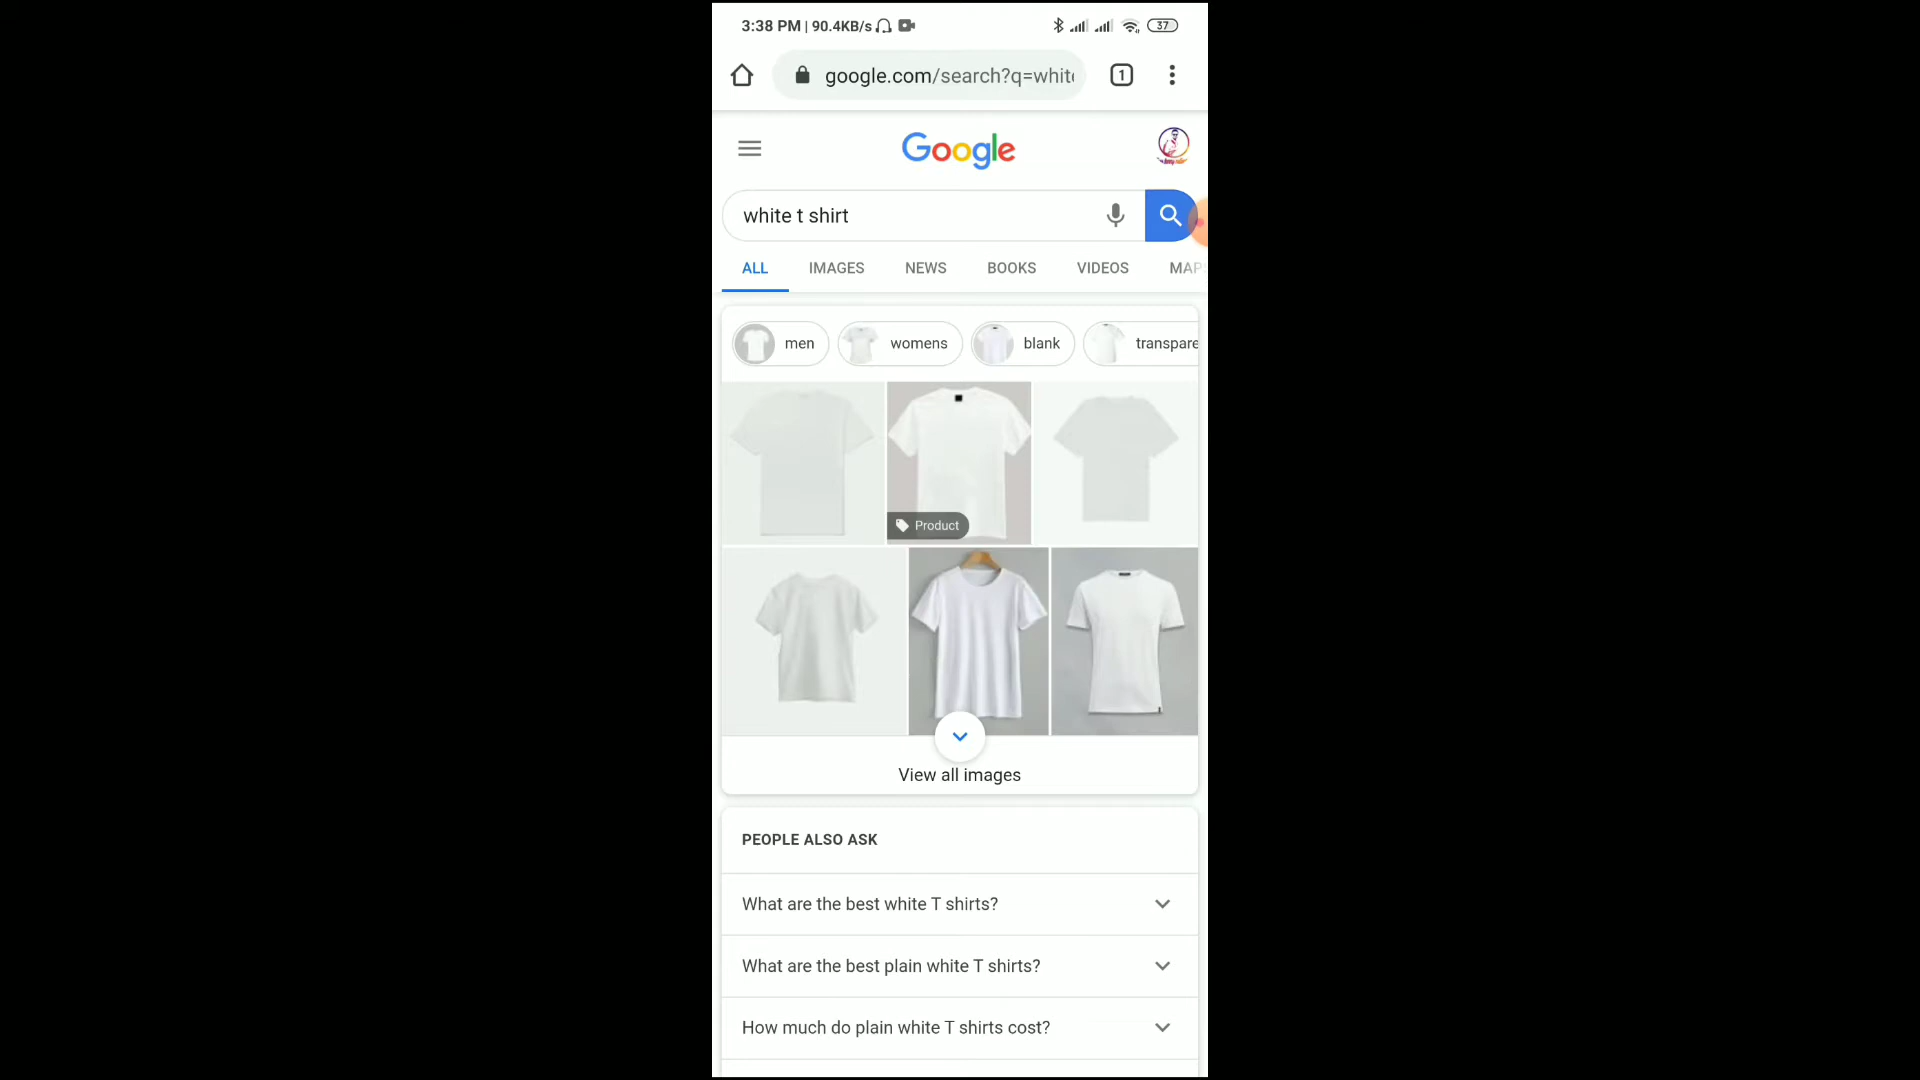 3:38 PM | 90.4KB/s 37
google.com/search?q=whit
1
Google
white t shirt
ALL IMAGES NEWS BOOKS VIDEOS MAPS
men womens blank transpare
Product
View all images
PEOPLE ALSO ASK
What are the best white T shirts?
What are the best plain white T shirts?
How much do plain white T shirts cost?